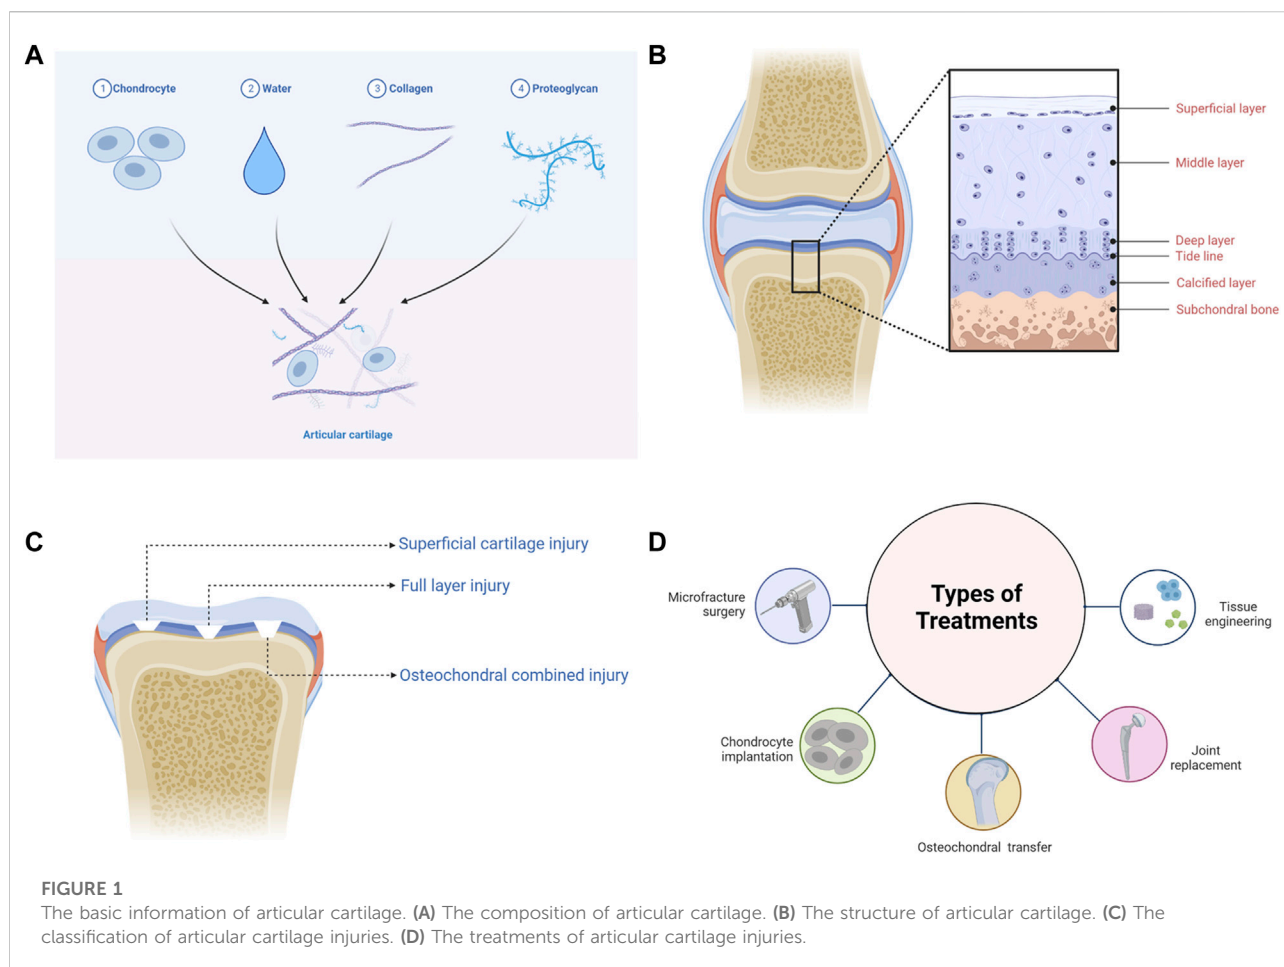 A
1 Chondrocyte
2 Water
3 Collagen
4 Proteoglycan
Articular cartilage
B
Superficial layer
Middle layer
Deep layer
Tide line
Calcified layer
Subchondral bone
C
Superficial cartilage injury
Full layer injury
Osteochondral combined injury
D
Types of
Treatments
Microfracture
surgery
Tissue
engineering
Chondrocyte
implantation
Joint
replacement
Osteochondral transfer
FIGURE 1
The basic information of articular cartilage. (A) The composition of articular cartilage. (B) The structure of articular cartilage. (C) The
classification of articular cartilage injuries. (D) The treatments of articular cartilage injuries.